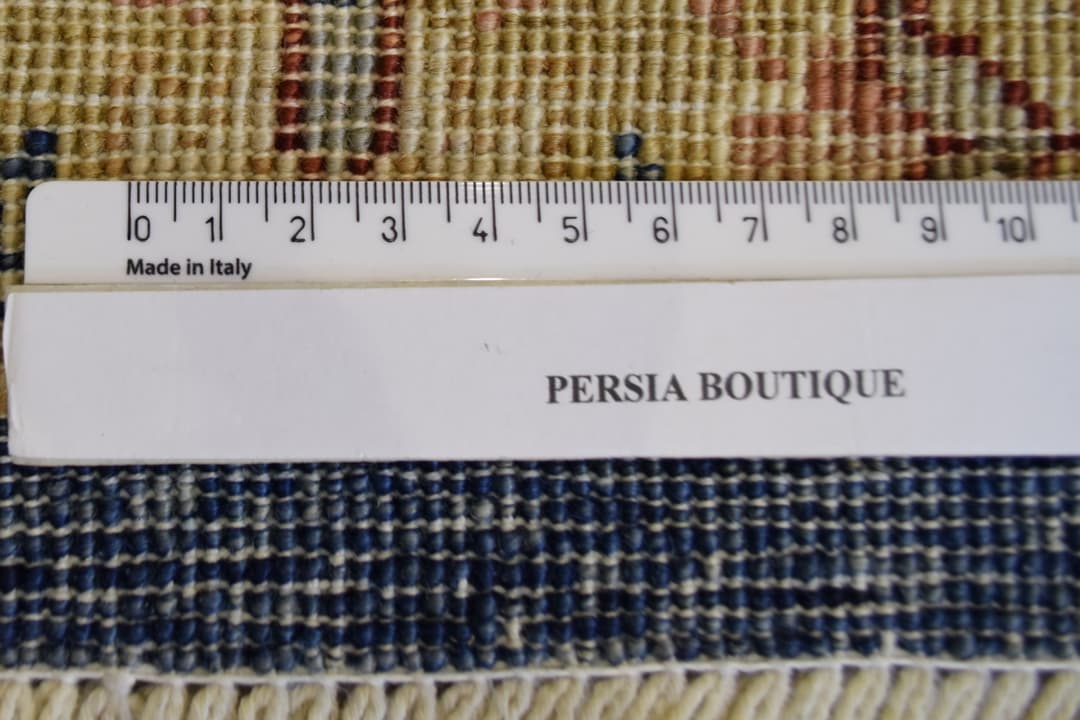 0 1 2 3 4 5 6 7 8 9 10
Made in Italy
PERSIA BOUTIQUE